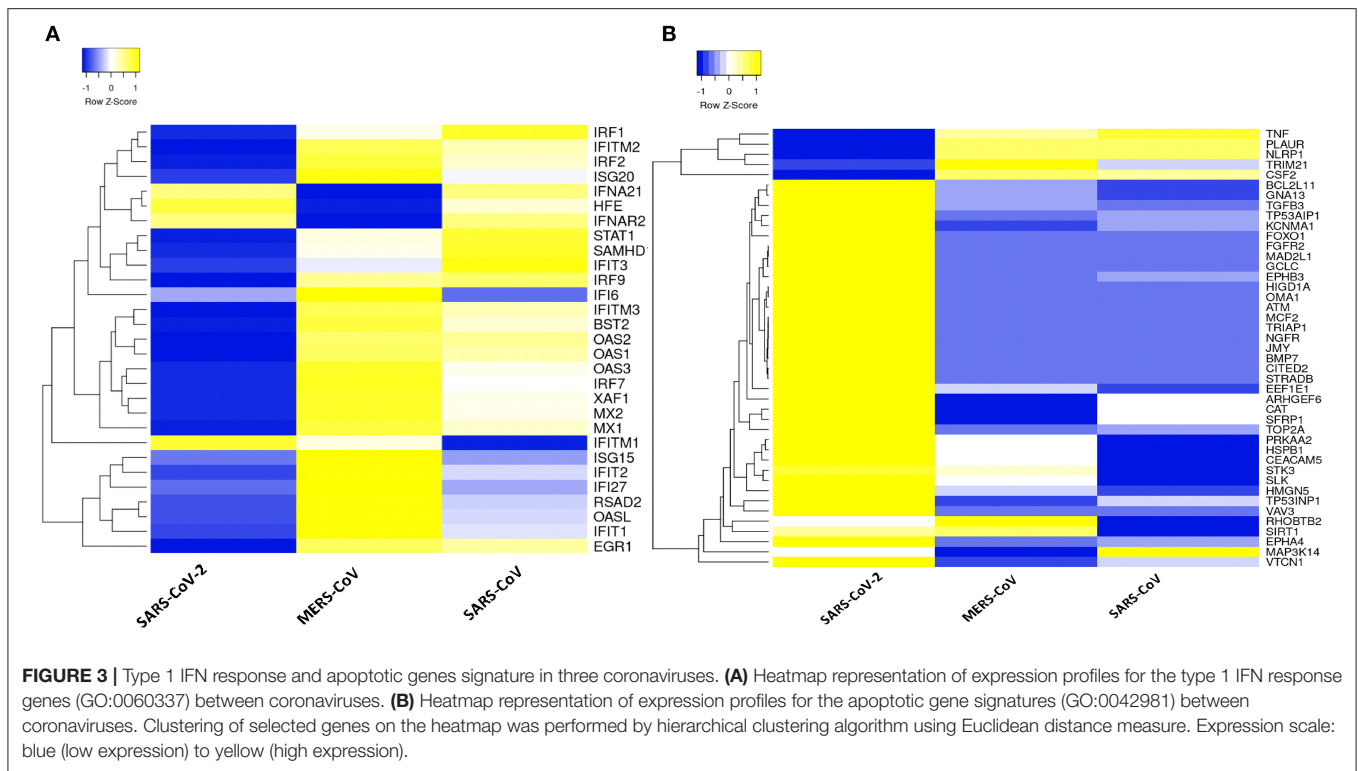 A
-1 0 1
Row Z-Score
IRF1
IFITM2
IRF2
ISG20
IFNA21
HFE
IFNAR2
STAT1
SAMHD1
IFIT3
IRF9
IFI6
IFITM3
BST2
OAS2
OAS1
OAS3
IRF7
XAF1
MX2
MX1
IFITM1
ISG15
IFIT2
IFI27
RSAD2
OASL
IFIT1
EGR1
SARS-CoV-2
MERS-CoV
SARS-CoV
B
-1 0 1
Row Z-Score
TNF
PLAUR
NLRP1
TRIM21
CSF2
BCL2L11
GNA13
TGFB3
TP53AIP1
KCNMA1
FOXO1
FGFR2
MAD2L1
GCLC
EPHB3
HIGD1A
OMA1
ATM
MCF2
TRIAP1
NGFR
JMY
BMP7
CITED2
STRADB
EEF1E1
ARHGEF6
CAT
SFRP1
TOP2A
PRKAA2
HSPB1
CEACAM5
STK3
SLK
HMGN5
TP53INP1
VAV3
RHOBTB2
SIRT1
EPHA4
MAP3K14
VTCN1
SARS-CoV-2
MERS-CoV
SARS-CoV
FIGURE 3 | Type 1 IFN response and apoptotic genes signature in three coronaviruses. (A) Heatmap representation of expression profiles for the type 1 IFN response
genes (GO:0060337) between coronaviruses. (B) Heatmap representation of expression profiles for the apoptotic gene signatures (GO:0042981) between
coronaviruses. Clustering of selected genes on the heatmap was performed by hierarchical clustering algorithm using Euclidean distance measure. Expression scale:
blue (low expression) to yellow (high expression).